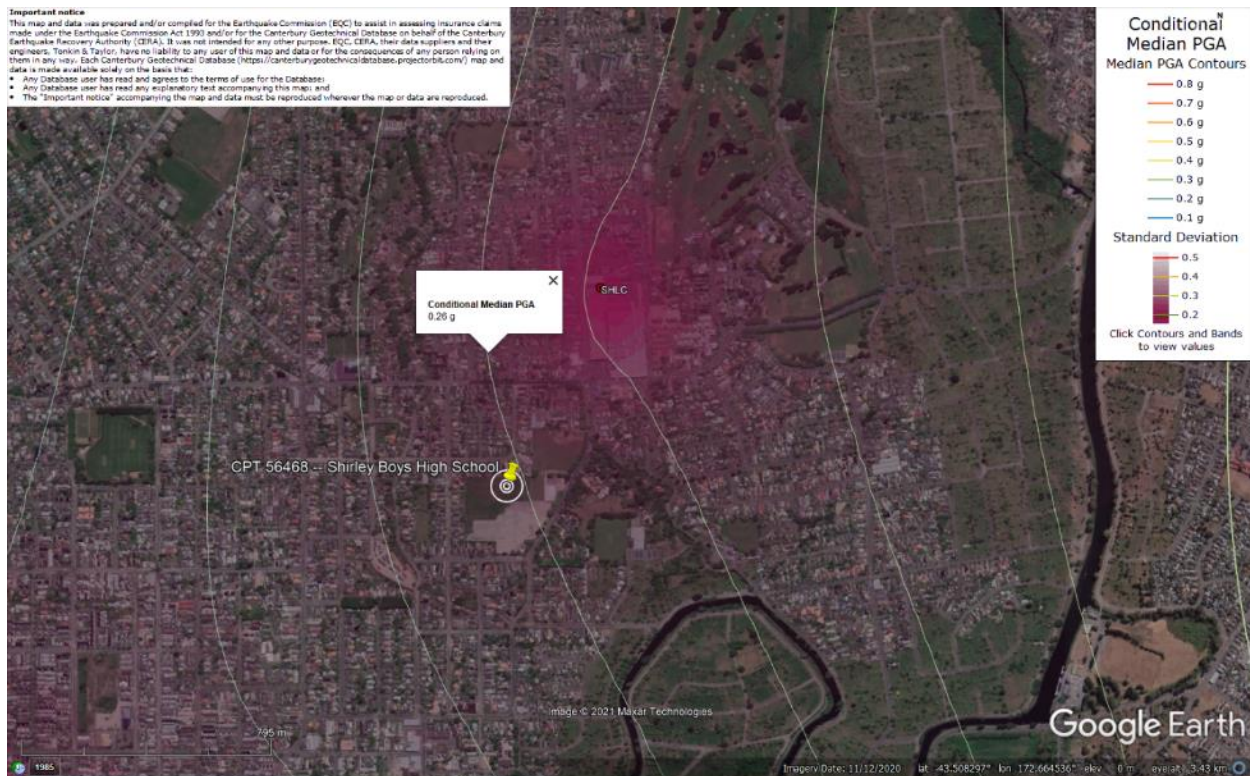 Important notice
This map and data was prepared and/or compiled for the Earthquake Commission (EQC) to assist in assessing insurance claims
made under the Earthquake Commission Act 1993 and/or for the Canterbury Geotechnical Database on behalf of the Canterbury
Earthquake Recovery Authority (CERA). It was not intended for any other purpose. EQC, CERA, their data suppliers and their
engineers, Tonkin & Taylor, have no liability to any user of this map and data or for the consequences of any person relying on
them in any way. Each Canterbury Geotechnical Database (https://canterburygeotechnicaldatabase.projectorbit.com/) map and
data is made available solely on the basis that:
• Any Database user has read and agrees to the terms of use for the Database;
• Any Database user has read any explanatory text accompanying this map; and
• The "Important notice" accompanying the map and data must be reproduced wherever the map or data are reproduced.
N
Conditional
Median PGA
Median PGA Contours
0.8 g
0.7 g
0.6 g
0.5 g
0.4 g
0.3 g
0.2 g
0.1 g
Standard Deviation
0.5
0.4
0.3
0.2
Click Contours and Bands
to view values
SHLC
Conditional Median PGA
0.26 g
CPT 56468 -- Shirley Boys High School
Image © 2021 Maxar Technologies
795 m
Google Earth
1985
Imagery Date: 11/12/2020 lat -43.508297° lon 172.664536° elev 0 m eye alt 3.43 km